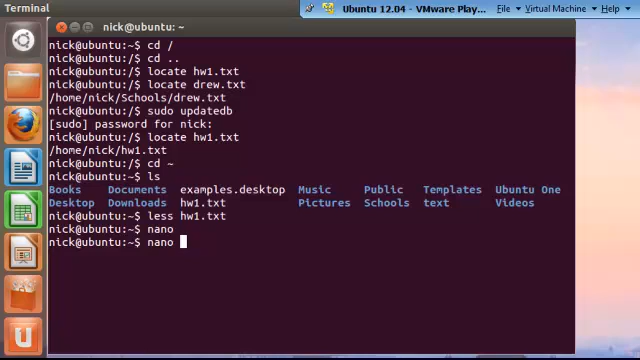 Terminal
Ubuntu 12.04 - VMware Play...
File
Virtual Machine
Help
nick@ubuntu: ~
nick@ubuntu:~$ cd /
nick@ubuntu:/$ cd ..
nick@ubuntu:/$ locate hw1.txt
nick@ubuntu:/$ locate drew.txt
/home/nick/Schools/drew.txt
nick@ubuntu:/$ sudo updatedb
[sudo] password for nick:
nick@ubuntu:/$ locate hw1.txt
/home/nick/hw1.txt
nick@ubuntu:/$ cd ~
nick@ubuntu:~$ ls
Books Documents examples.desktop Music Public Templates Ubuntu One
Desktop Downloads hw1.txt Pictures Schools text Videos
nick@ubuntu:~$ less hw1.txt
nick@ubuntu:~$ nano
nick@ubuntu:~$ nano